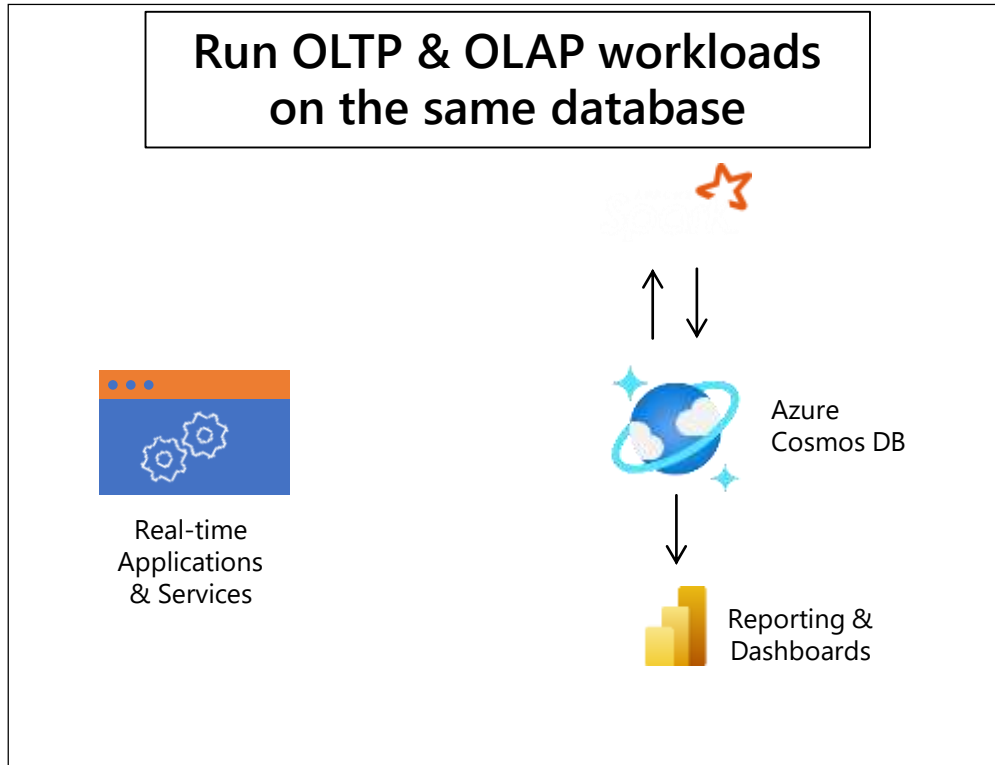 Run OLTP & OLAP workloads
on the same database
Azure
Cosmos DB
Real-time
Applications
& Services
Reporting &
Dashboards